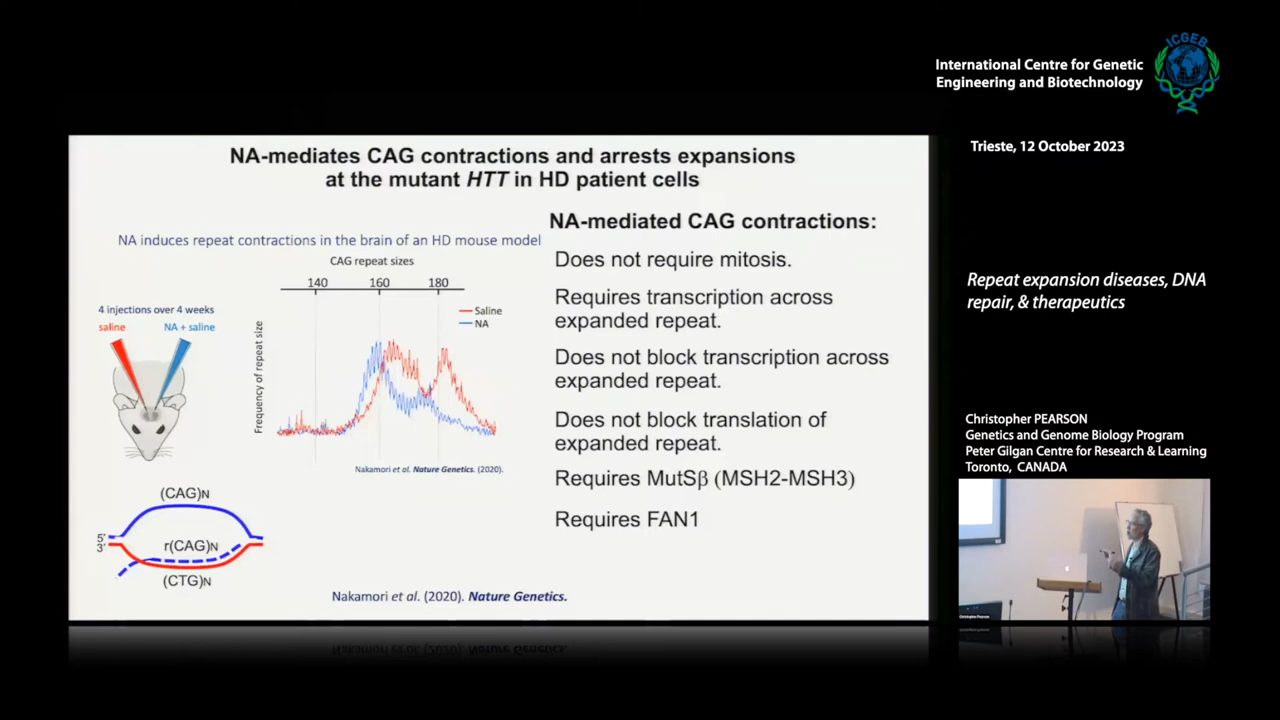 ICGEB
International Centre for Genetic
Engineering and Biotechnology
Trieste, 12 October 2023
Repeat expansion diseases, DNA
repair, & therapeutics
Christopher PEARSON
Genetics and Genome Biology Program
Peter Gilgan Centre for Research & Learning
Toronto, CANADA
NA-mediates CAG contractions and arrests expansions
at the mutant HTT in HD patient cells
NA induces repeat contractions in the brain of an HD mouse model
CAG repeat sizes
140 160 180
Saline
NA
Frequency of repeat size
4 injections over 4 weeks
saline NA + saline
Nakamori et al. Nature Genetics. (2020).
(CAG)N
5'
3'
r(CAG)N
(CTG)N
NA-mediated CAG contractions:
Does not require mitosis.
Requires transcription across
expanded repeat.
Does not block transcription across
expanded repeat.
Does not block translation of
expanded repeat.
Requires MutSβ (MSH2-MSH3)
Requires FAN1
Nakamori et al. (2020). Nature Genetics.
Christopher Pearson